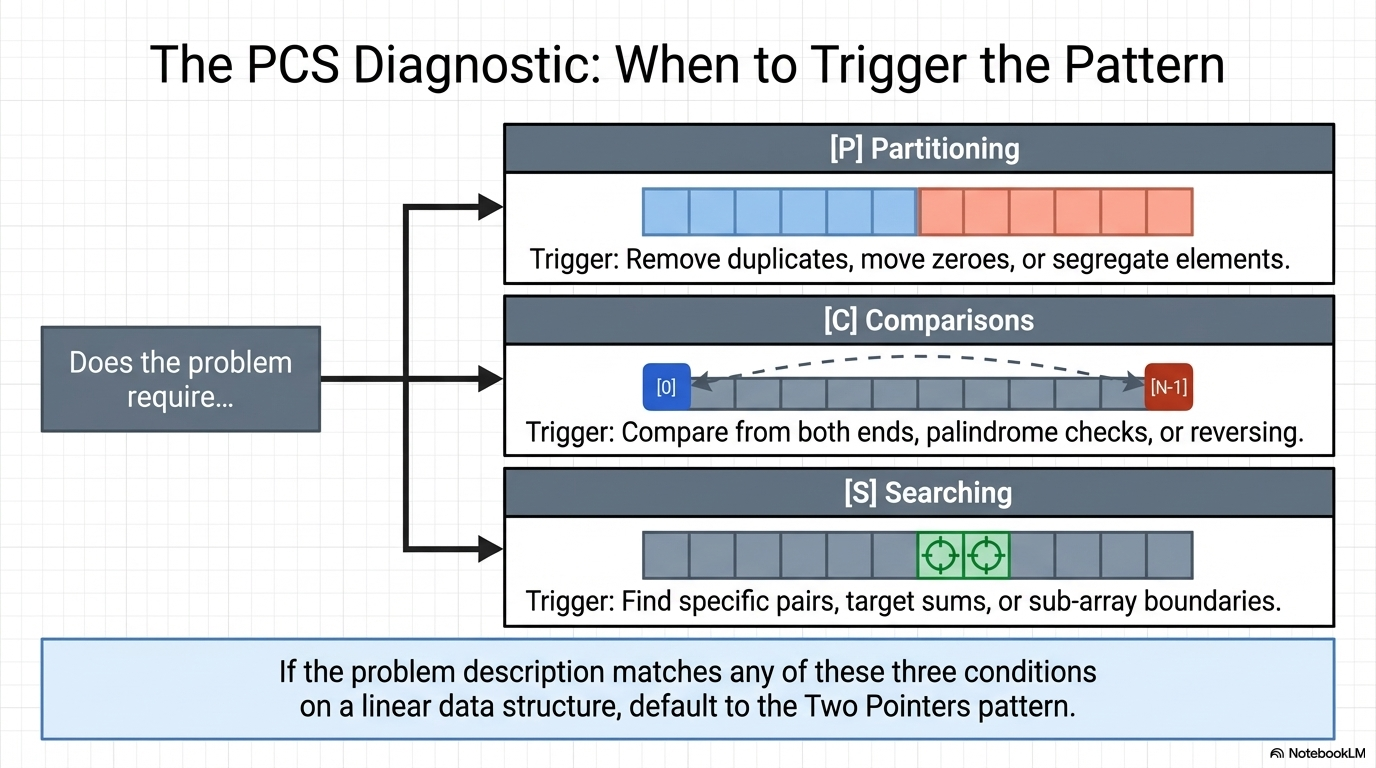 The PCS Diagnostic: When to Trigger the Pattern
[P] Partitioning
Trigger: Remove duplicates, move zeroes, or segregate elements.
[C] Comparisons
[0]
[N-1]
Trigger: Compare from both ends, palindrome checks, or reversing.
Does the problem
require...
[S] Searching
Trigger: Find specific pairs, target sums, or sub-array boundaries.
If the problem description matches any of these three conditions
on a linear data structure, default to the Two Pointers pattern.
NotebookLM